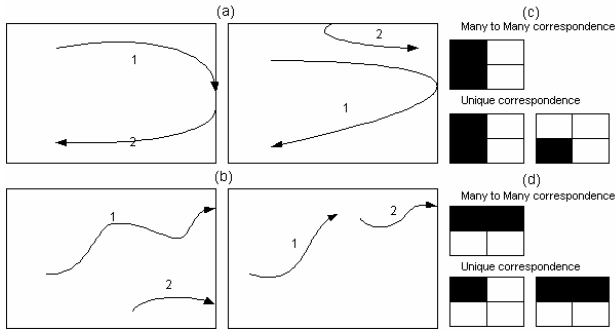 (a)
1
2
2
1
(c)
Many to Many correspondence
Unique correspondence
(b)
1
2
1
2
(d)
Many to Many correspondence
Unique correspondence